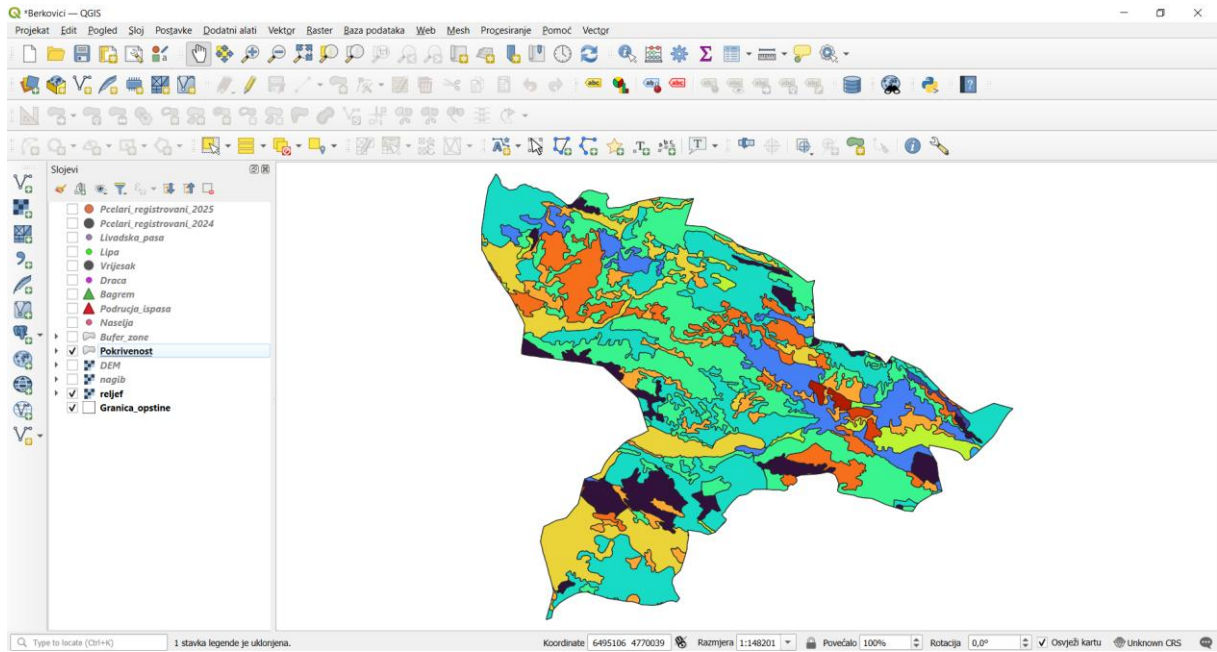 *Berkovici — QGIS
Projekat Edit Pogled Sloj Postavke Dodatni alati Vektor Raster Baza podataka Web Mesh Procesiranje Pomoć Vector
Slojevi
Pcelari_registrovani_2025
Pcelari_registrovani_2024
Livadska_pasa
Lipa
Vrijesak
Draca
Bagrem
Podrucja_ispasa
Naselja
Bufer_zone
Pokrivenost
DEM
nagib
reljef
Granica_opstine
Type to locate (Ctrl+K) 1 stavka legende je uklonjena. Koordinate 6495106 4770039 Razmjera 1:148201 Povećalo 100% Rotacija 0,0° Osvježi kartu Unknown CRS